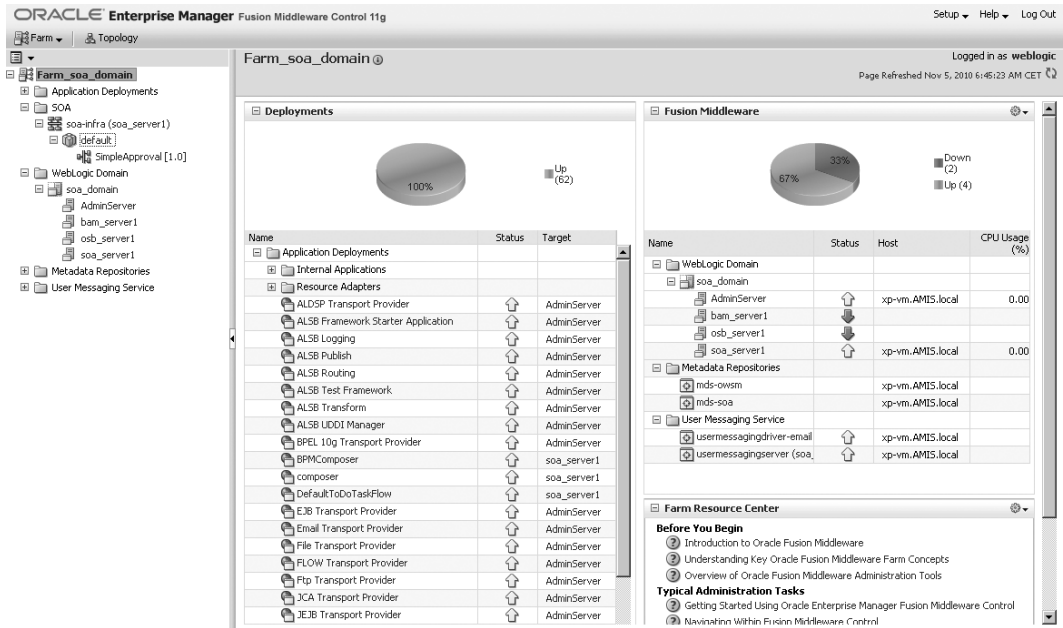 ORACLE Enterprise Manager Fusion Middleware Control 11g
Setup Help Log Out
Farm Topology
Farm_soa_domain
Application Deployments
SOA
soa-infra (soa_server1)
default
SimpleApproval [1.0]
WebLogic Domain
soa_domain
AdminServer
bam_server1
osb_server1
soa_server1
Metadata Repositories
User Messaging Service
Farm_soa_domain
Logged in as weblogic
Page Refreshed Nov 5, 2010 6:45:23 AM CET
Deployments
100%
Up
(62)
Name Status Target
Application Deployments
Internal Applications
Resource Adapters
ALDSP Transport Provider AdminServer
ALSB Framework Starter Application AdminServer
ALSB Logging AdminServer
ALSB Publish AdminServer
ALSB Routing AdminServer
ALSB Test Framework AdminServer
ALSB Transform AdminServer
ALSB UDDI Manager AdminServer
BPEL 10g Transport Provider AdminServer
BPMComposer soa_server1
composer soa_server1
DefaultToDoTaskFlow soa_server1
EJB Transport Provider AdminServer
Email Transport Provider AdminServer
File Transport Provider AdminServer
FLOW Transport Provider AdminServer
Ftp Transport Provider AdminServer
JCA Transport Provider AdminServer
JEJB Transport Provider AdminServer
Fusion Middleware
33%
67%
Down
(2)
Up (4)
Name Status Host CPU Usage
(%)
WebLogic Domain
soa_domain
AdminServer xp-vm.AMIS.local 0.00
bam_server1
osb_server1
soa_server1 xp-vm.AMIS.local 0.00
Metadata Repositories
mds-owsm xp-vm.AMIS.local
mds-soa xp-vm.AMIS.local
User Messaging Service
usermessagingdriver-email xp-vm.AMIS.local
usermessagingserver (soa_ xp-vm.AMIS.local
Farm Resource Center
Before You Begin
Introduction to Oracle Fusion Middleware
Understanding Key Oracle Fusion Middleware Farm Concepts
Overview of Oracle Fusion Middleware Administration Tools
Typical Administration Tasks
Getting Started Using Oracle Enterprise Manager Fusion Middleware Control
Navigating Within Fusion Middleware Control